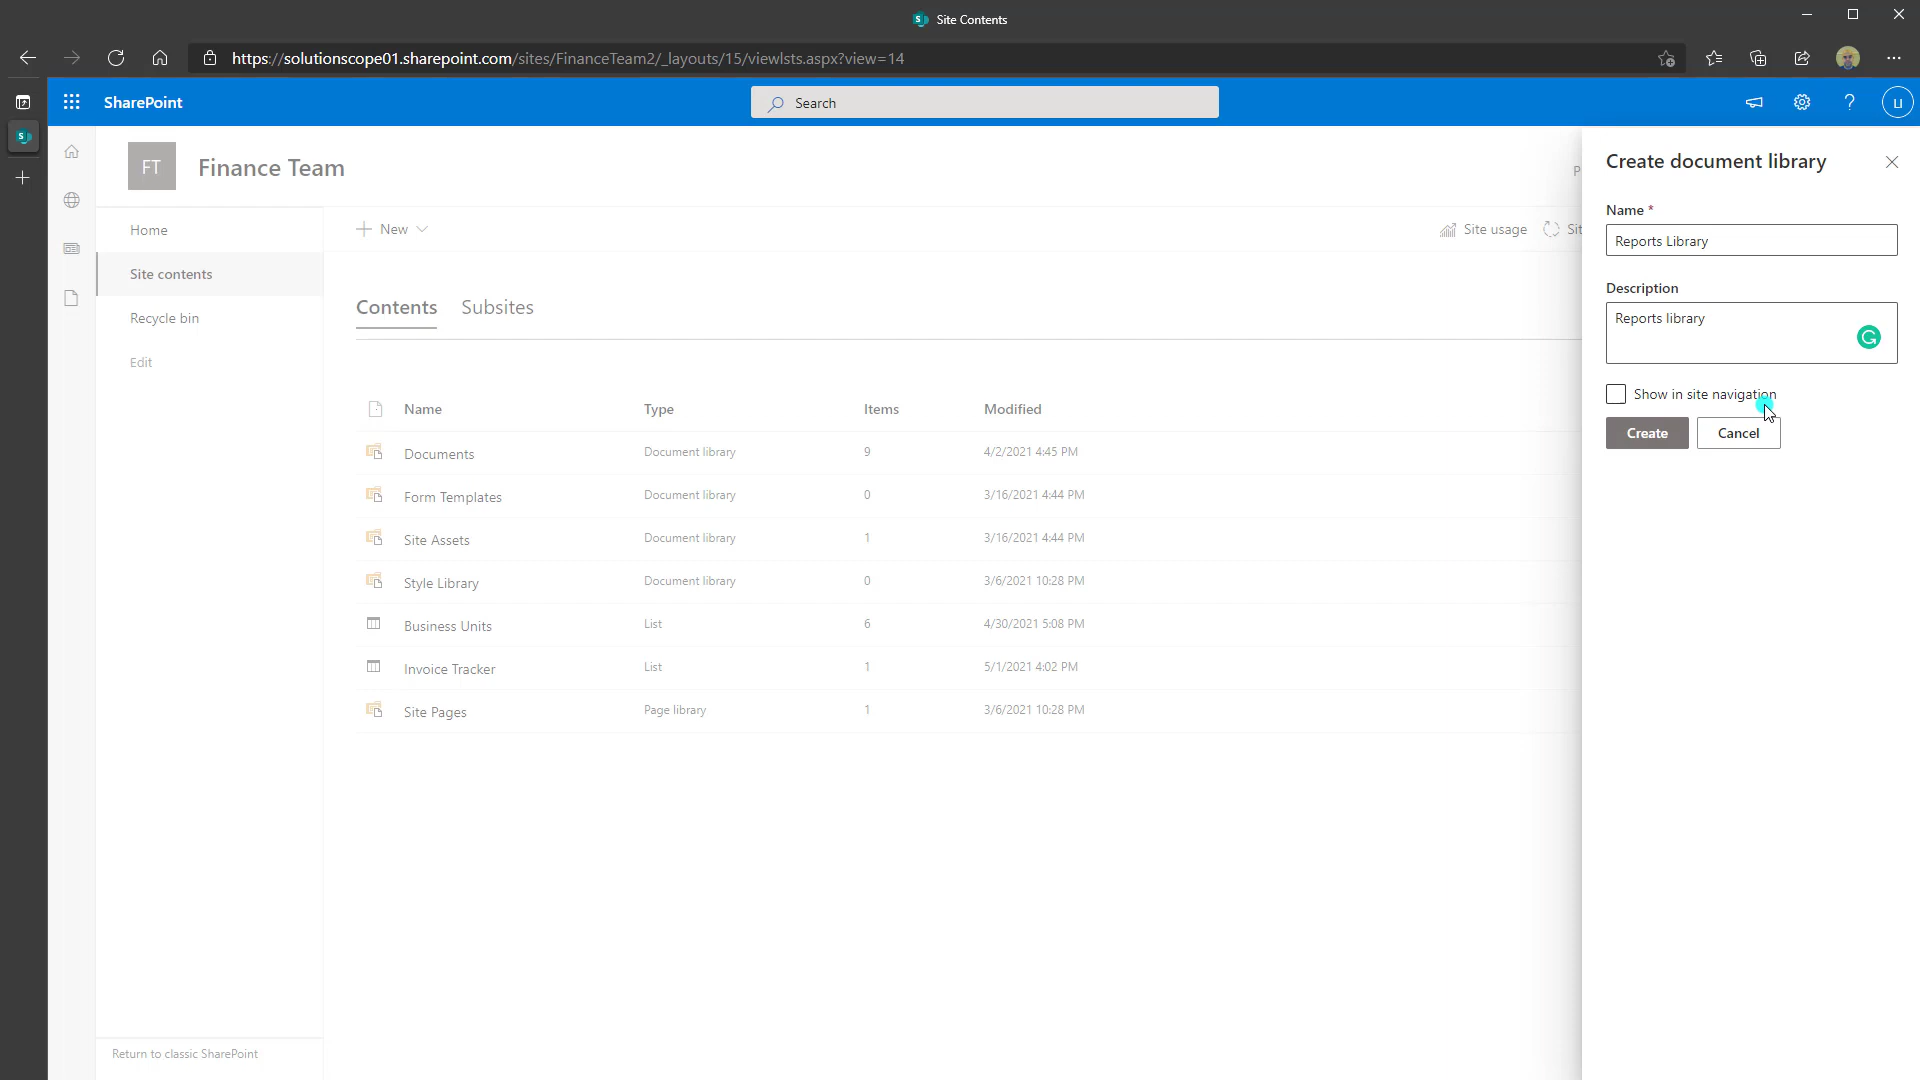 Site Contents
https://solutionscope01.sharepoint.com/sites/FinanceTeam2/_layouts/15/viewlsts.aspx?view=14
SharePoint
Search
U
FT
Finance Team
P
Create document library
Home
Site contents
Recycle bin
Edit
New
Site usage
Sit
Contents
Subsites
Name Type Items Modified
Documents Document library 9 4/2/2021 4:45 PM
Form Templates Document library 0 3/16/2021 4:44 PM
Site Assets Document library 1 3/16/2021 4:44 PM
Style Library Document library 0 3/6/2021 10:28 PM
Business Units List 6 4/30/2021 5:08 PM
Invoice Tracker List 1 5/1/2021 4:02 PM
Site Pages Page library 1 3/6/2021 10:28 PM
Name *
Reports Library
Description
Reports library
Show in site navigation
Create
Cancel
Return to classic SharePoint